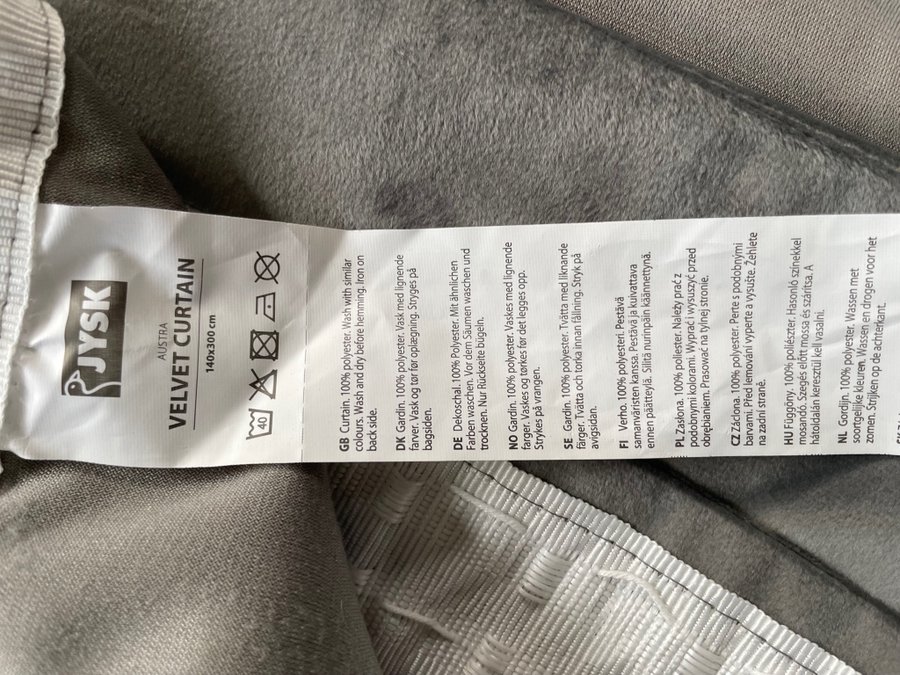 JYSK
AUSTRA
VELVET CURTAIN
140x300 cm
40
GB Curtain. 100% polyester. Wash with similar
colours. Wash and dry before hemming. Iron on
back side.
DK Gardin. 100% polyester. Vask med lignende
farver. Vask og tør før oplægning. Stryges på
bagsiden.
DE Dekoschal.100% Polyester. Mit ähnlichen
Farben waschen. Vor dem Säumen waschen und
trocknen. Nur Rückseite bügeln.
NO Gardin. 100% polyester. Vaskes med lignende
farger. Vaskes og tørkes før det legges opp.
Strykes på vrangen.
SE Gardin. 100% polyester. Tvätta med liknande
färger. Tvätta och torka innan fållning. Stryk på
avigsidan.
FI Verho. 100% polyesteri. Pestävä
samanväristen kanssa. Pestävä ja kuivattava
ennen päätteylä. Silitä nurinpäin käännettynä.
PL Zasłona. 100% poliester. Należy prać z
podobnymi kolorami. Wyprać i wysuszyć przed
obrębianiem. Prasować na tylnej stronie.
CZ Záclona. 100% polyester. Perte s podobnými
barvami. Před lemování vyperte a vysušte. Žehlete
na zadní straně.
HU Függöny. 100% poliészter. Hasonló színekkel
mosandó. Szegés előtt mossa és szárítsa. A
hátoldalán keresztül kell vasalni.
NL Gordijn. 100% polyester. Wassen met
soortgelijke kleuren. Wassen en drogen voor het
zomen. Strijken op de achterkant.